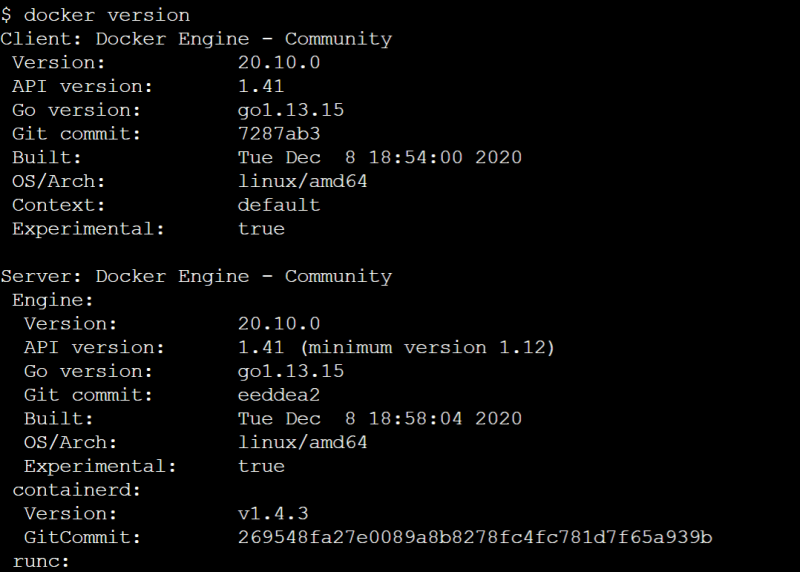 $ docker version
Client: Docker Engine - Community
Version: 20.10.0
API version: 1.41
Go version: go1.13.15
Git commit: 7287ab3
Built: Tue Dec  8 18:54:00 2020
OS/Arch: linux/amd64
Context: default
Experimental: true
Server: Docker Engine - Community
Engine:
Version: 20.10.0
API version: 1.41 (minimum version 1.12)
Go version: go1.13.15
Git commit: eeddea2
Built: Tue Dec  8 18:58:04 2020
OS/Arch: linux/amd64
Experimental: true
containerd:
Version: v1.4.3
GitCommit: 269548fa27e0089a8b8278fc4fc781d7f65a939b
runc: